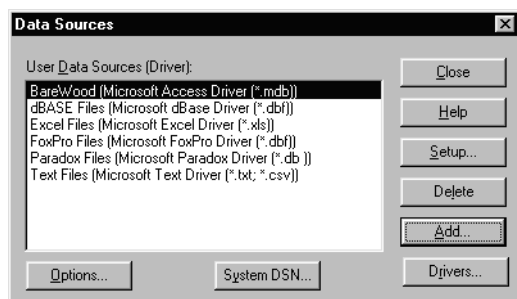 Data Sources
User Data Sources (Driver):
BareWood (Microsoft Access Driver (*.mdb))
dBASE Files (Microsoft dBase Driver (*.dbf))
Excel Files (Microsoft Excel Driver (*.xls))
FoxPro Files (Microsoft FoxPro Driver (*.dbf))
Paradox Files (Microsoft Paradox Driver (*.db ))
Text Files (Microsoft Text Driver (*.txt; *.csv))
Close
Help
Setup...
Delete
Add...
Options...
System DSN...
Drivers...